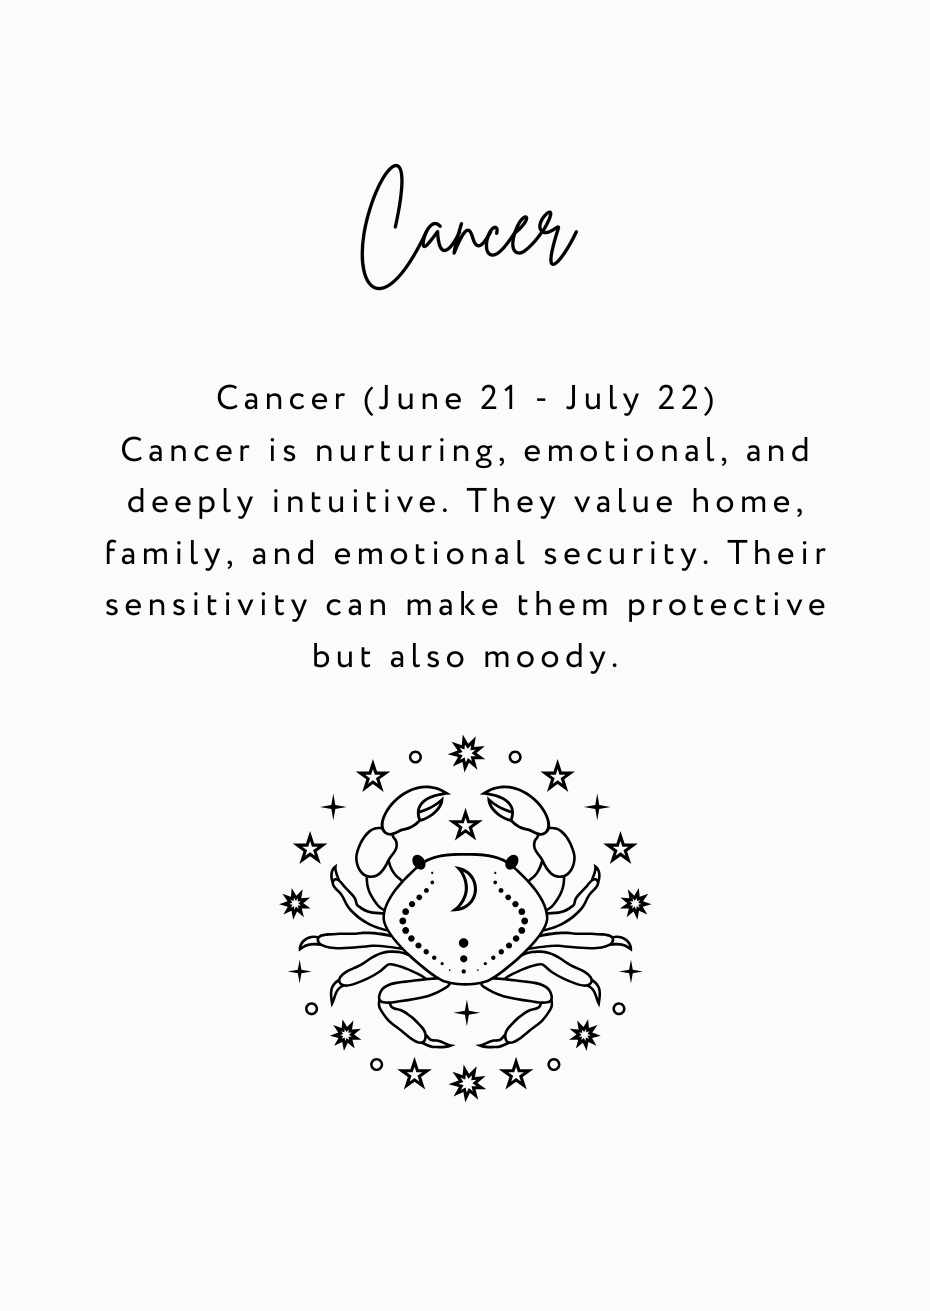 Cancer
Cancer (June 21 - July 22)
Cancer is nurturing, emotional, and
deeply intuitive. They value home,
family, and emotional security. Their
sensitivity can make them protective
but also moody.